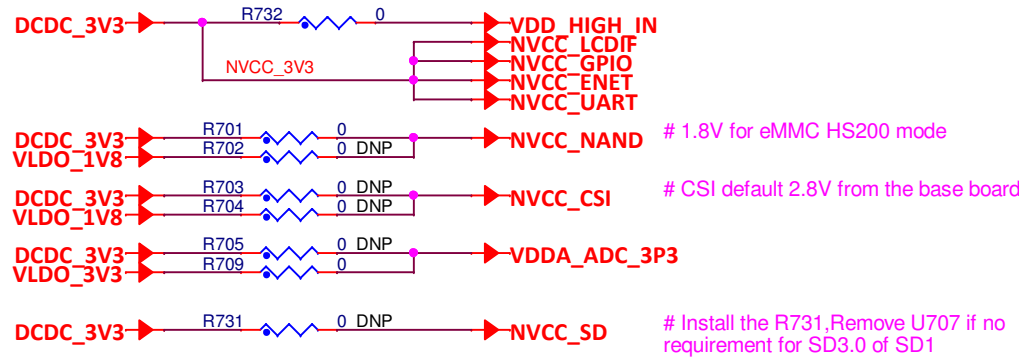 DCDC_3V3 R732 0 VDD_HIGH_IN
NVCC_LCDIF
NVCC_GPIO
NVCC_3V3 NVCC_ENET
NVCC_UART
DCDC_3V3 R701 0 NVCC_NAND # 1.8V for eMMC HS200 mode
VLDO_1V8 R702 0 DNP
DCDC_3V3 R703 0 DNP NVCC_CSI # CSI default 2.8V from the base board
VLDO_1V8 R704 0 DNP
DCDC_3V3 R705 0 DNP VDDA_ADC_3P3
VLDO_3V3 R709 0
DCDC_3V3 R731 0 DNP NVCC_SD # Install the R731,Remove U707 if no
requirement for SD3.0 of SD1